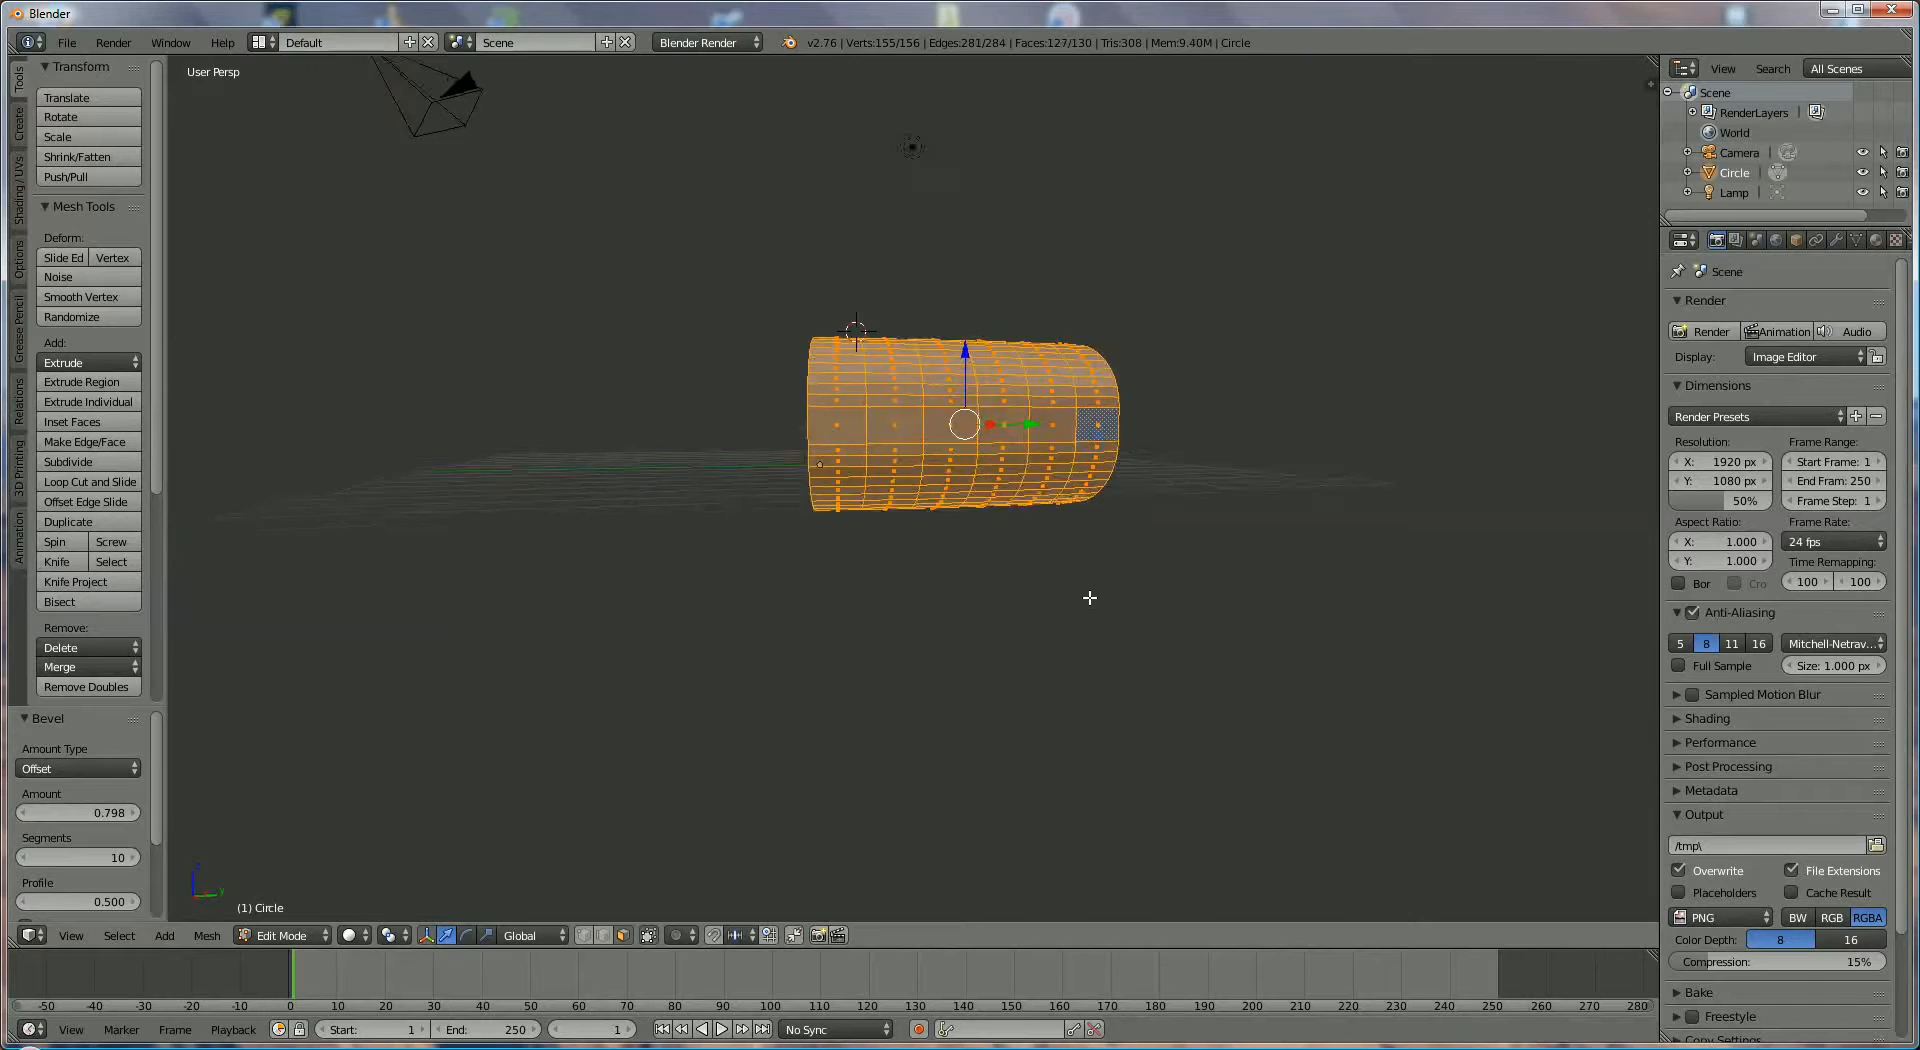 Blender
File Render Window Help Default Scene Blender Render v2.76 | Verts:155/156 | Edges:281/284 | Faces:127/130 | Tris:308 | Mem:9.40M | Circle
Tools
Create
Shading / UVs
Options
Grease Pencil
Relations
3D Printing
Animation
Transform
Translate
Rotate
Scale
Shrink/Fatten
Push/Pull
Mesh Tools
Deform:
Slide Ed Vertex
Noise
Smooth Vertex
Randomize
Add:
Extrude
Extrude Region
Extrude Individual
Inset Faces
Make Edge/Face
Subdivide
Loop Cut and Slide
Offset Edge Slide
Duplicate
Spin Screw
Knife Select
Knife Project
Bisect
Remove:
Delete
Merge
Remove Doubles
Bevel
Amount Type
Offset
Amount
0.798
Segments
10
Profile
0.500
User Persp
(1) Circle
View Select Add Mesh Edit Mode Global
-50 -40 -30 -20 -10 0 10 20 30 40 50 60 70 80 90 100 110 120 130 140 150 160 170 180 190 200 210 220 230 240 250 260 270 280
View Marker Frame Playback Start: 1 End: 250 1 No Sync
View Search All Scenes
Scene
RenderLayers
World
Camera
Circle
Lamp
Scene
Render
Render Animation Audio
Display: Image Editor
Dimensions
Render Presets
Resolution: Frame Range:
X: 1920 px Start Frame: 1
Y: 1080 px End Fram: 250
50% Frame Step: 1
Aspect Ratio: Frame Rate:
X: 1.000 24 fps
Y: 1.000 Time Remapping:
Bor Cro 100 100
Anti-Aliasing
5 8 11 16 Mitchell-Netrav...
Full Sample Size: 1.000 px
Sampled Motion Blur
Shading
Performance
Post Processing
Metadata
Output
/tmp\
Overwrite File Extensions
Placeholders Cache Result
PNG BW RGB RGBA
Color Depth: 8 16
Compression: 15%
Bake
Freestyle